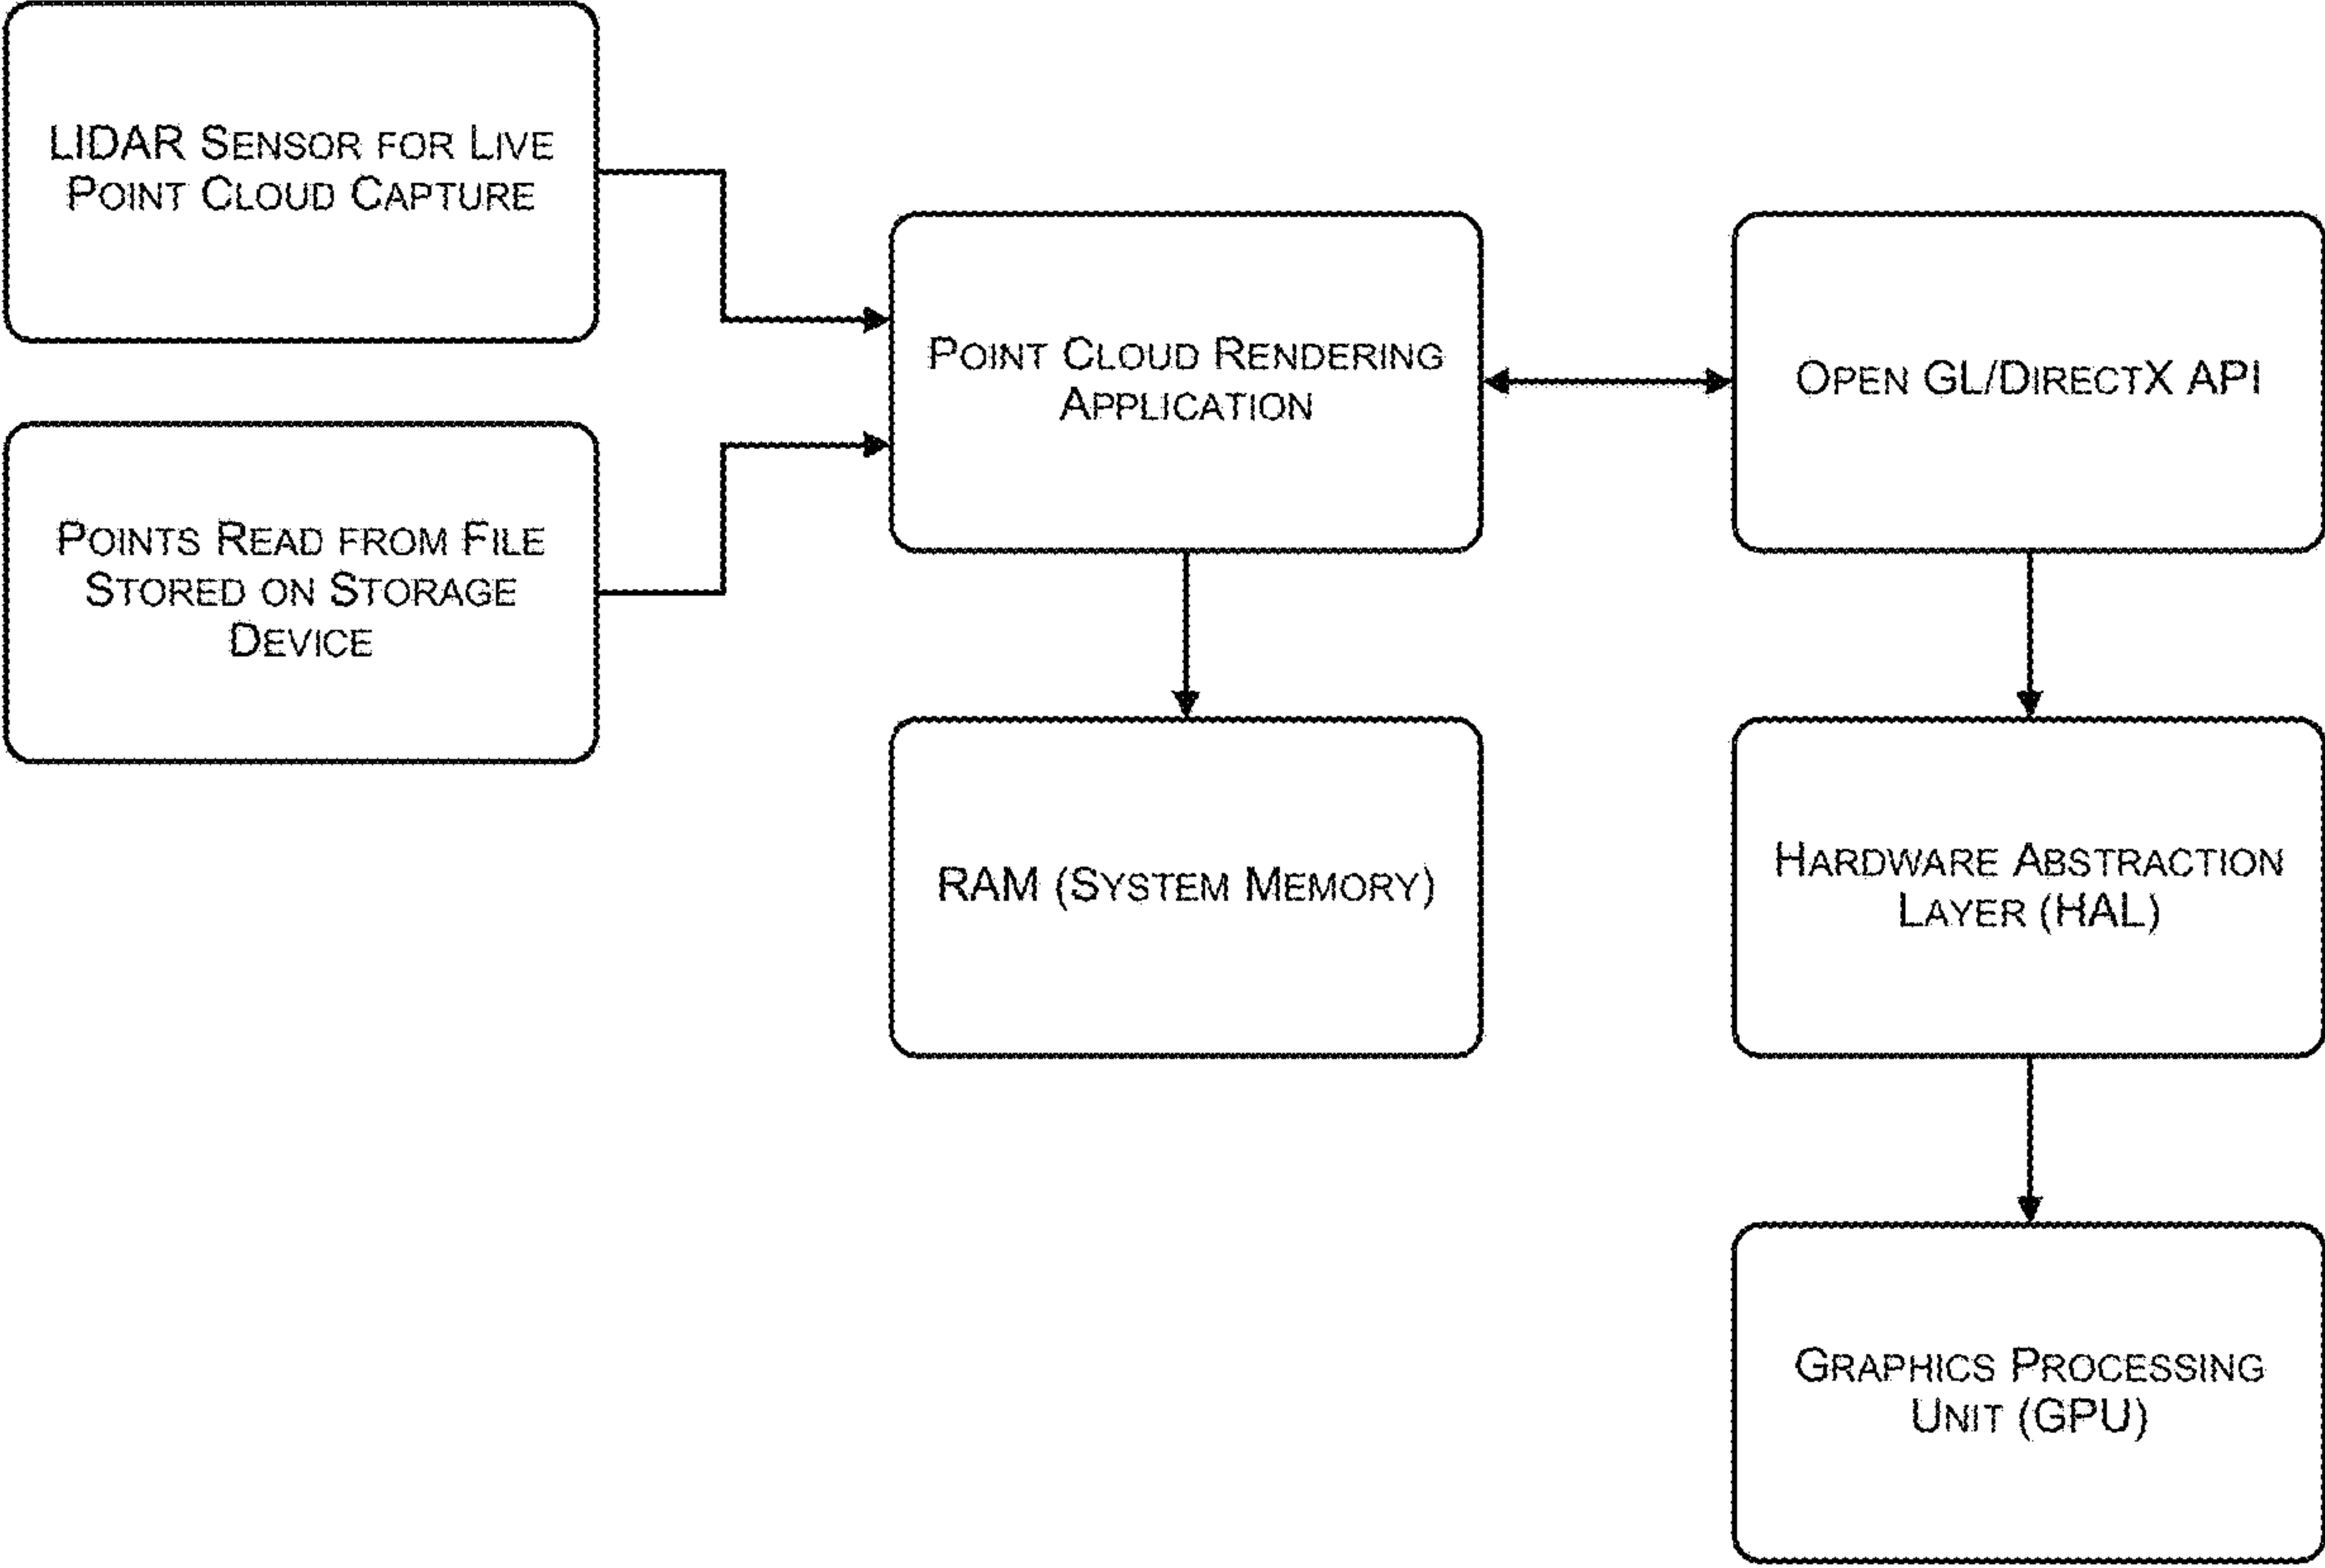 LIDAR SENSOR FOR LIVE
POINT CLOUD CAPTURE
POINTS READ FROM FILE
STORED ON STORAGE
DEVICE
POINT CLOUD RENDERING
APPLICATION
RAM (SYSTEM MEMORY)
OPEN GL/DIRECTX API
HARDWARE ABSTRACTION
LAYER (HAL)
GRAPHICS PROCESSING
UNIT (GPU)